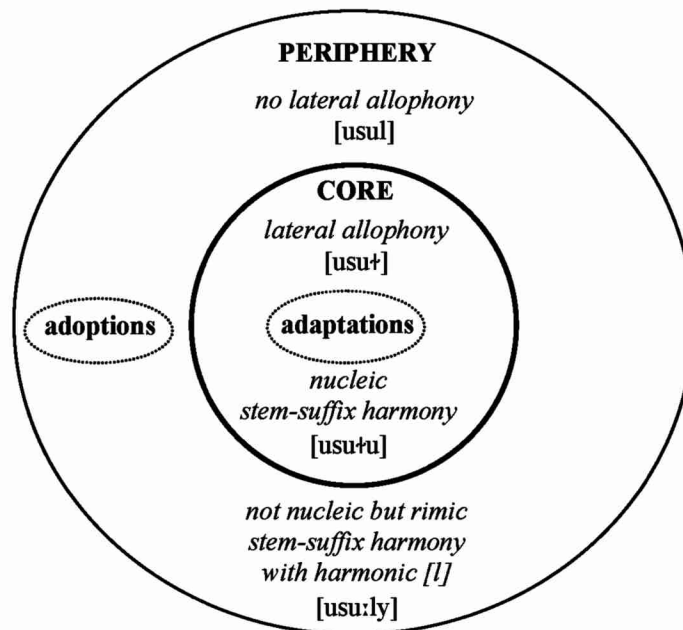 PERIPHERY
no lateral allophony
[usul]
CORE
lateral allophony
[usuɫ]
adoptions
adaptations
nucleic
stem-suffix harmony
[usuɫu]
not nucleic but rimic
stem-suffix harmony
with harmonic [l]
[usu:ly]